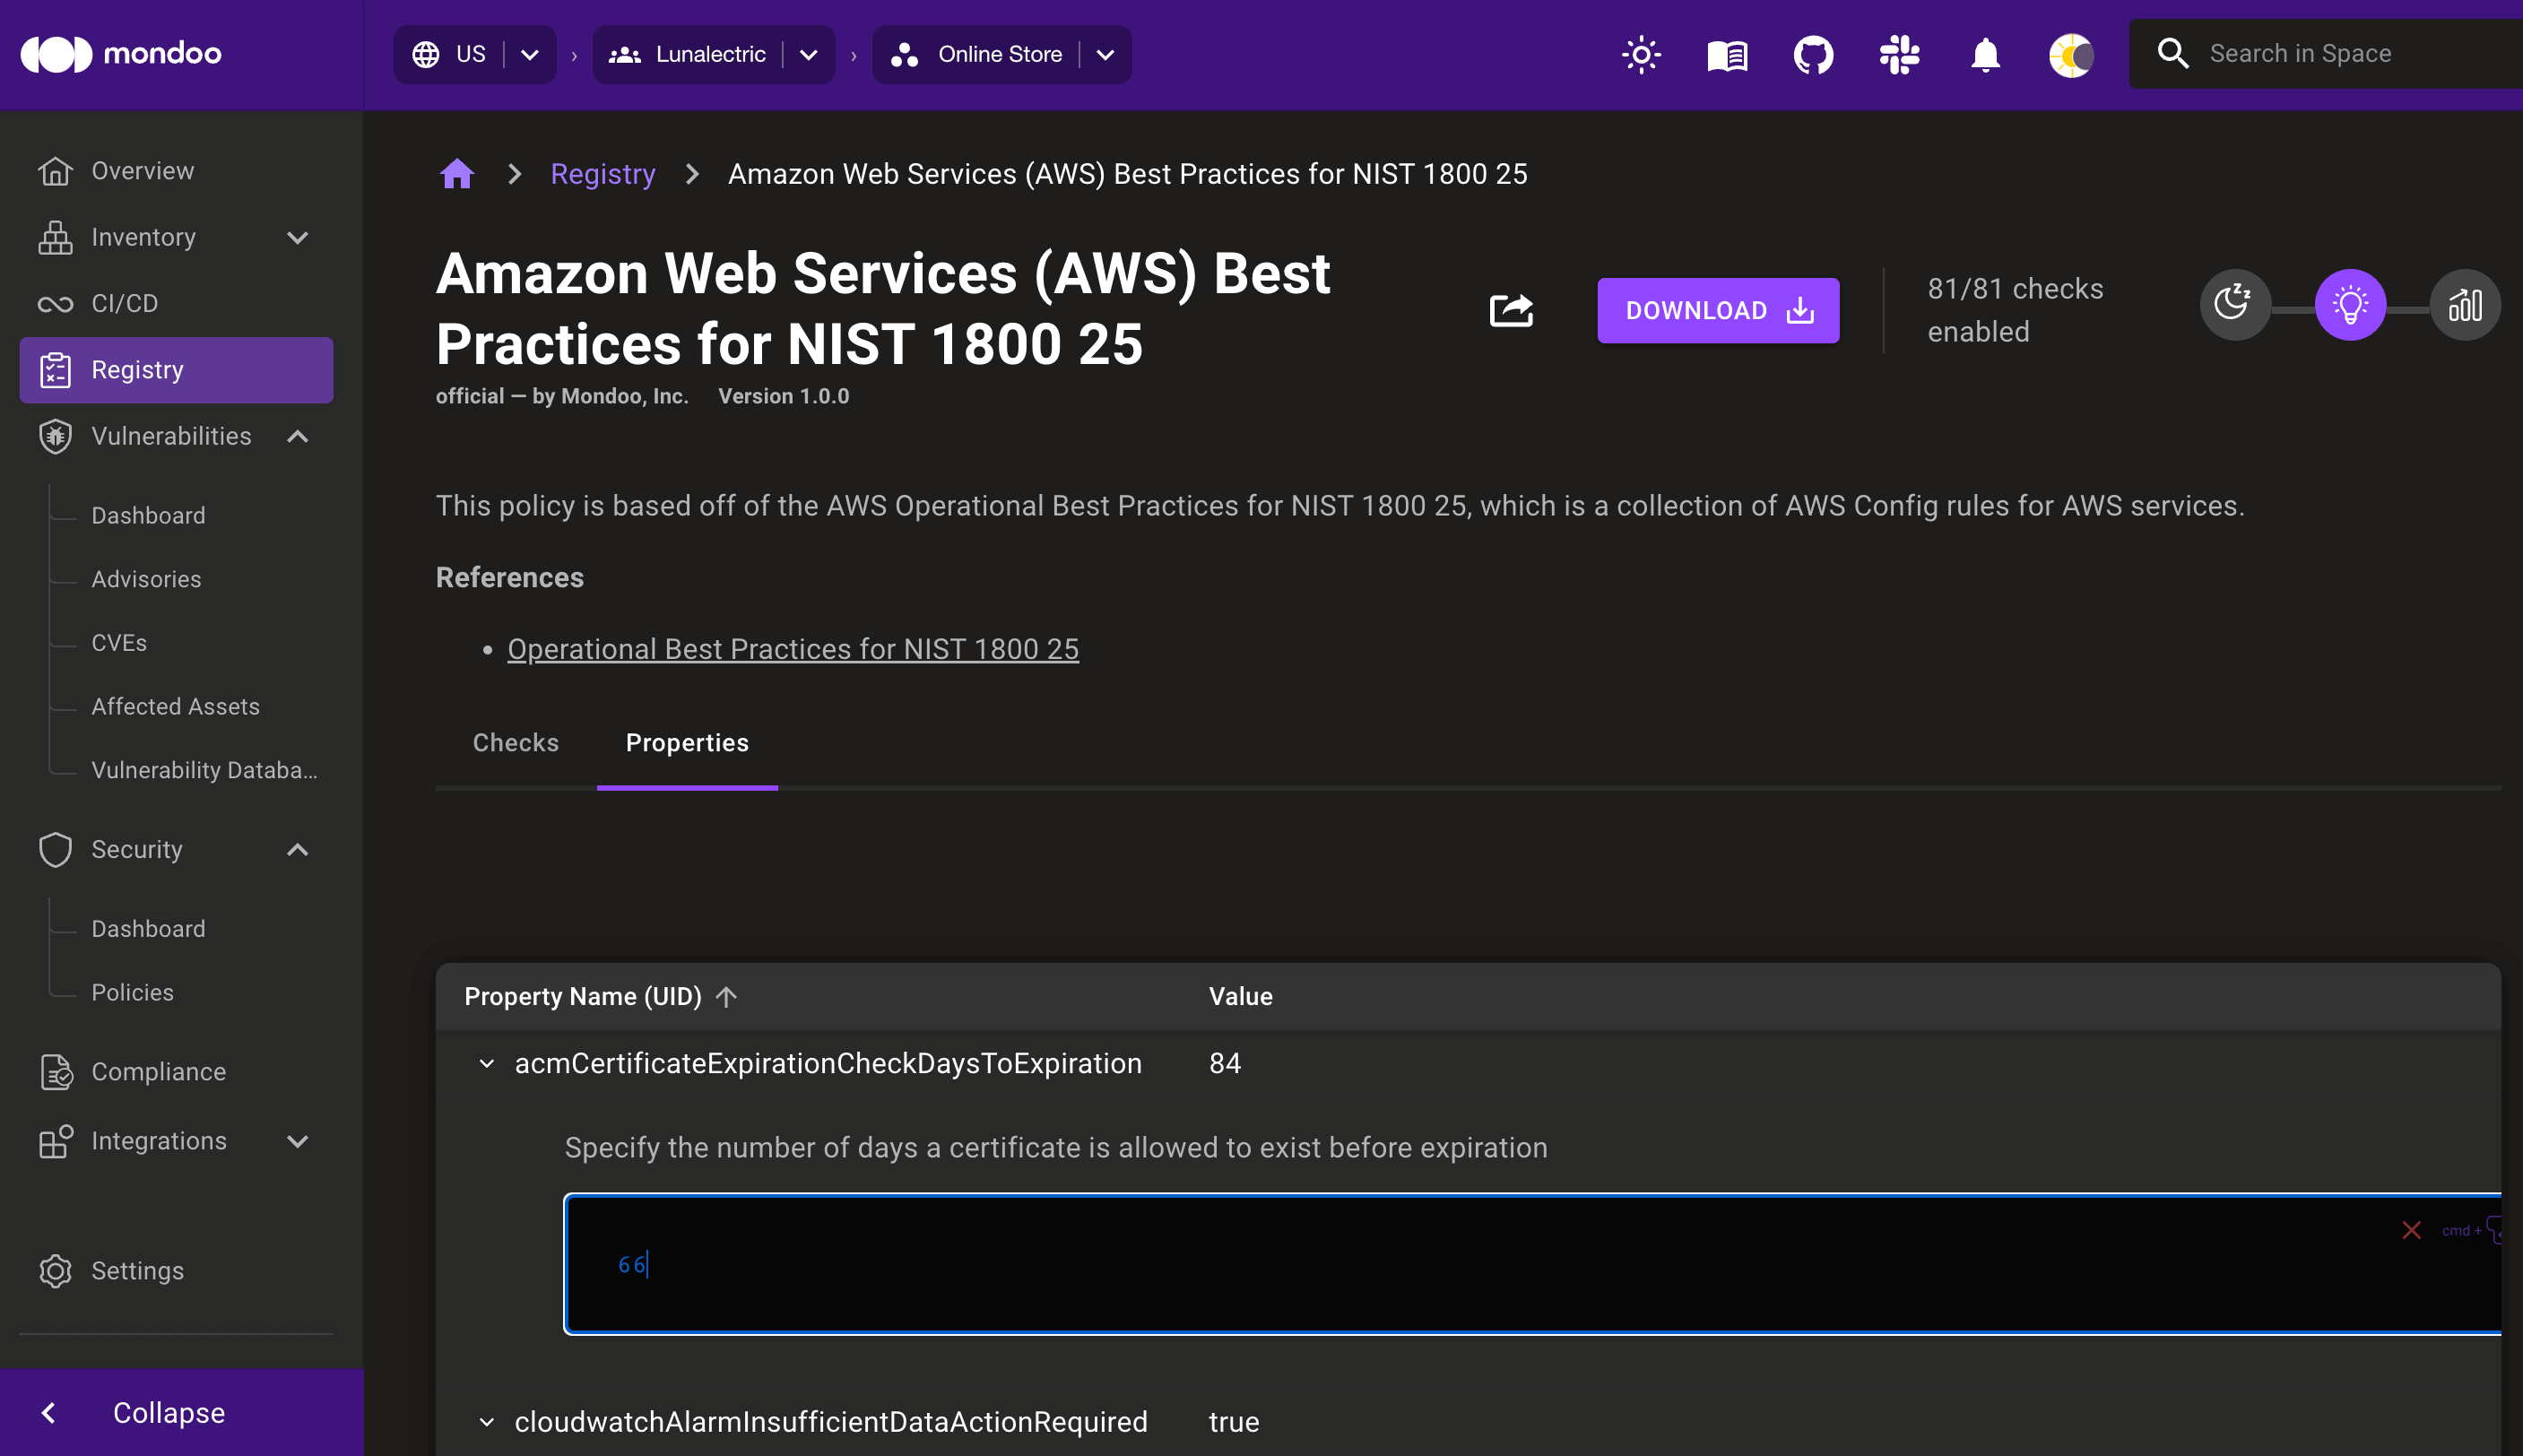 mondoo
US
Lunalectric
Online Store
Search in Space
Overview
Inventory
CI/CD
Registry
Vulnerabilities
Dashboard
Advisories
CVEs
Affected Assets
Vulnerability Databa...
Security
Dashboard
Policies
Compliance
Integrations
Settings
Collapse
Registry
Amazon Web Services (AWS) Best Practices for NIST 1800 25
Amazon Web Services (AWS) Best
Practices for NIST 1800 25
official — by Mondoo, Inc. Version 1.0.0
DOWNLOAD
81/81 checks
enabled
This policy is based off of the AWS Operational Best Practices for NIST 1800 25, which is a collection of AWS Config rules for AWS services.
References
• Operational Best Practices for NIST 1800 25
Checks
Properties
Property Name (UID) Value
acmCertificateExpirationCheckDaysToExpiration 84
Specify the number of days a certificate is allowed to exist before expiration
cmd +
66
cloudwatchAlarmInsufficientDataActionRequired true